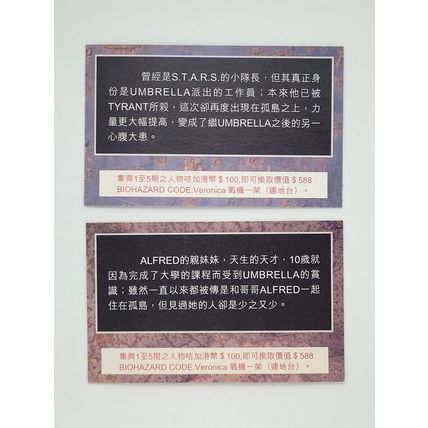 曾經是S.T.A.R.S.的小隊長，但其真正身
份是UMBRELLA派出的工作員；本來他已被
TYRANT所殺，這次卻再度出現在孤島之上，力
量更大幅提高，變成了繼UMBRELLA之後的另一
心腹大患。
集齊1至5期之人物咭加港幣＄100,即可換取價值＄588
BIOHAZARD CODE:Veronica 戰機一架（連地台）。
ALFRED的親妹妹，天生的天才，10歲就
因為完成了大學的課程而受到UMBRELLA的賞
識；雖然一直以來都被傳是和哥哥ALFRED一起
住在孤島，但見過她的人卻是少之又少。
集齊1至5期之人物咭加港幣＄100,即可換取價值＄588
BIOHAZARD CODE:Veronica 戰機一架（連地台）。